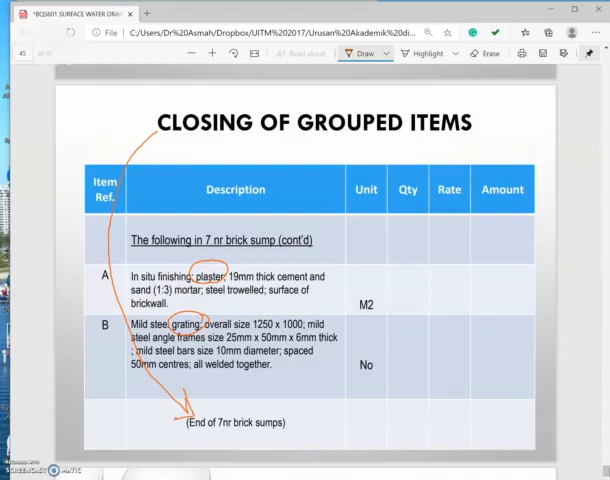 *BQS601 SURFACE WATER DRAI
File
C:/Users/Dr%20Asmah/Dropbox/UITM%202017/Urusan%20Akademik%20di...
45
Read aloud
Draw
Highlight
Erase
CLOSING OF GROUPED ITEMS
Item Ref.
Description
Unit
Qty
Rate
Amount
The following in 7 nr brick sump (cont'd)
A
In situ finishing; plaster, 19mm thick cement and
sand (1:3) mortar; steel trowelled; surface of
brickwall.
M2
B
Mild steel grating; overall size 1250 x 1000; mild
steel angle frames size 25mm x 50mm x 6mm thick
; mild steel bars size 10mm diameter; spaced
50mm centres; all welded together.
No
(End of 7nr brick sumps)
RECORDED WITH
SCREENCAST MATIC